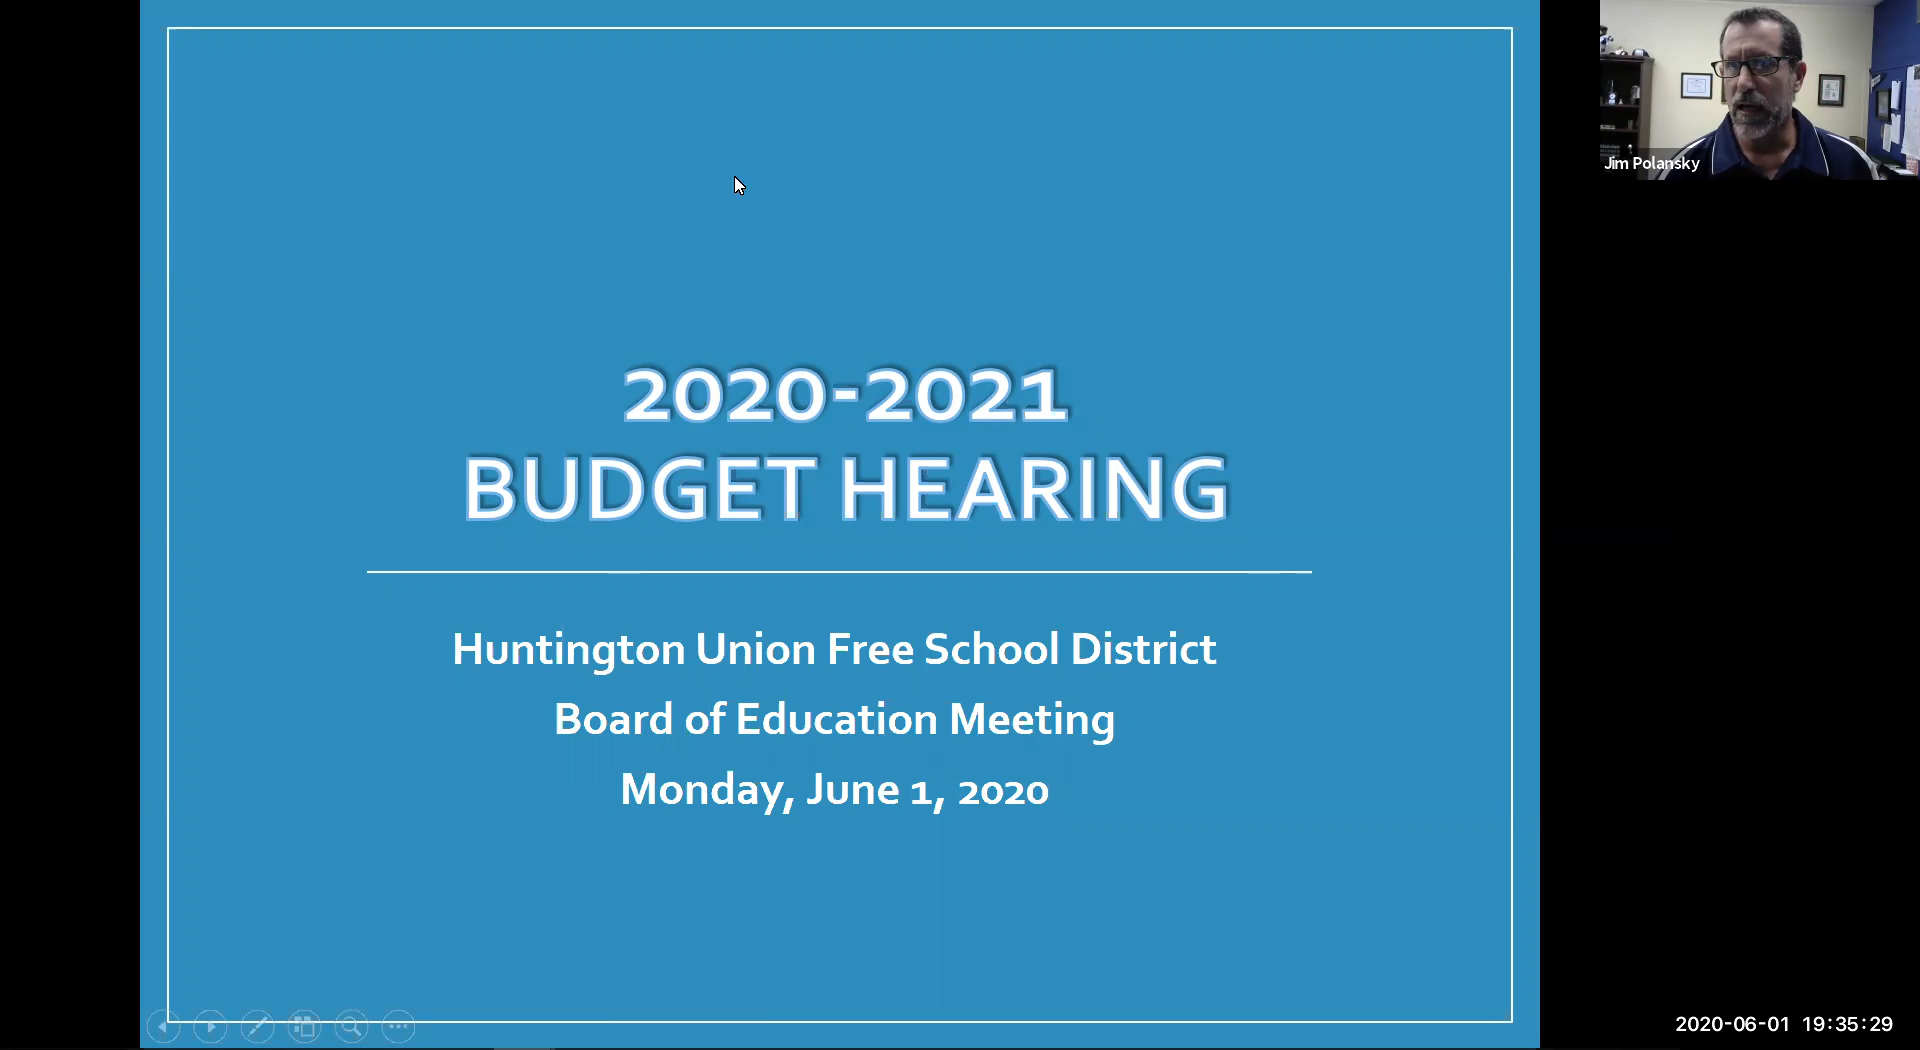 2020-2021
BUDGET HEARING
Huntington Union Free School District
Board of Education Meeting
Monday, June 1, 2020
Jim Polansky
2020-06-01 19:35:29